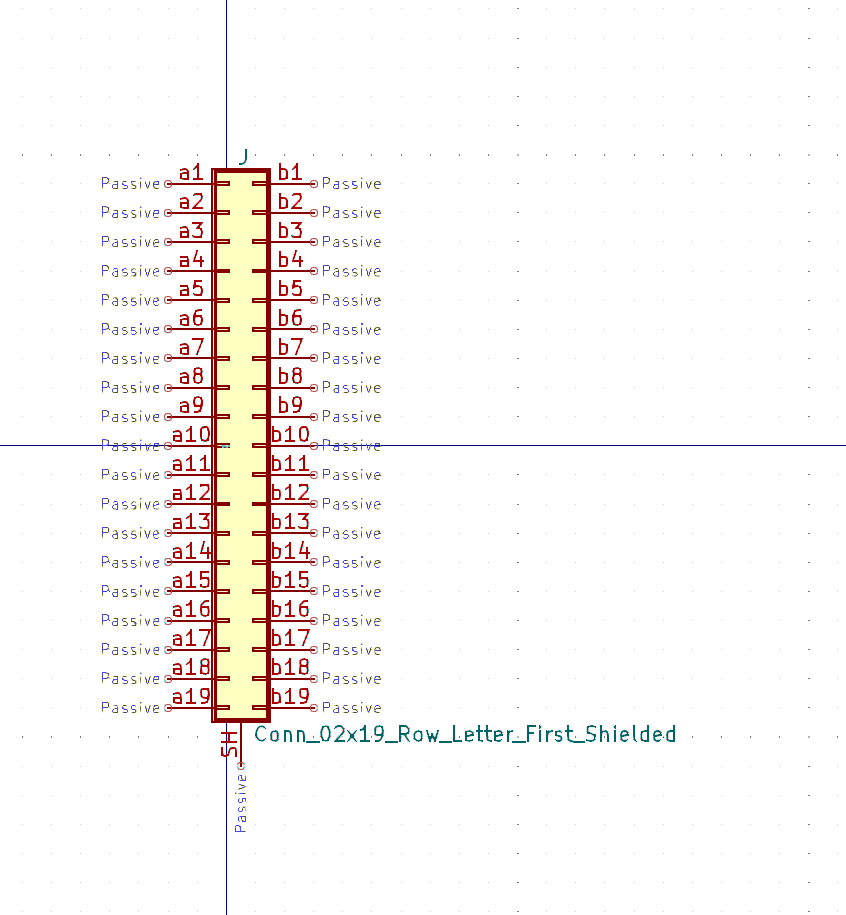 J
Passive a1 b1 Passive
Passive a2 b2 Passive
Passive a3 b3 Passive
Passive a4 b4 Passive
Passive a5 b5 Passive
Passive a6 b6 Passive
Passive a7 b7 Passive
Passive a8 b8 Passive
Passive a9 b9 Passive
Passive a10 b10 Passive
Passive a11 b11 Passive
Passive a12 b12 Passive
Passive a13 b13 Passive
Passive a14 b14 Passive
Passive a15 b15 Passive
Passive a16 b16 Passive
Passive a17 b17 Passive
Passive a18 b18 Passive
Passive a19 b19 Passive
SH
Conn_02x19_Row_Letter_First_Shielded
Passive